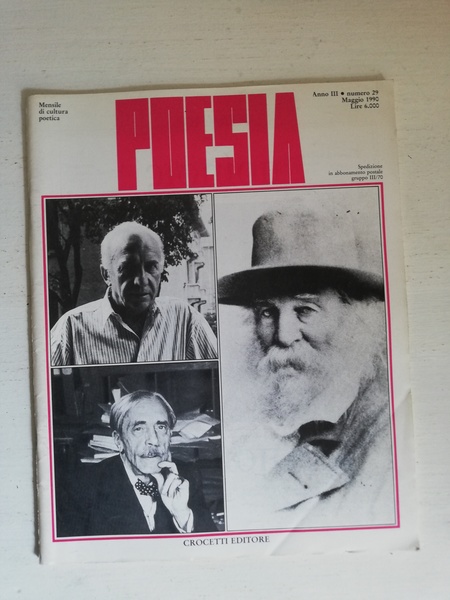 Mensile
di cultura
poetica
POESIA
Anno III • numero 29
Maggio 1990
Lire 6.000
Spedizione
in abbonamento postale
gruppo III/70
CROCETTI EDITORE